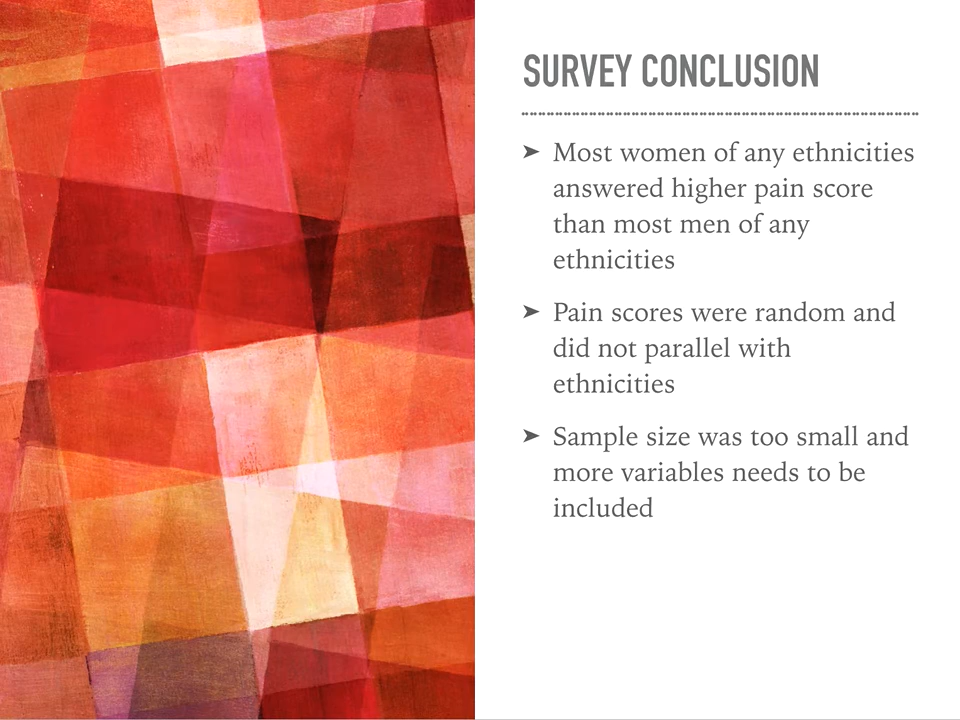 SURVEY CONCLUSION
➤ Most women of any ethnicities
answered higher pain score
than most men of any
ethnicities
➤ Pain scores were random and
did not parallel with
ethnicities
➤ Sample size was too small and
more variables needs to be
included